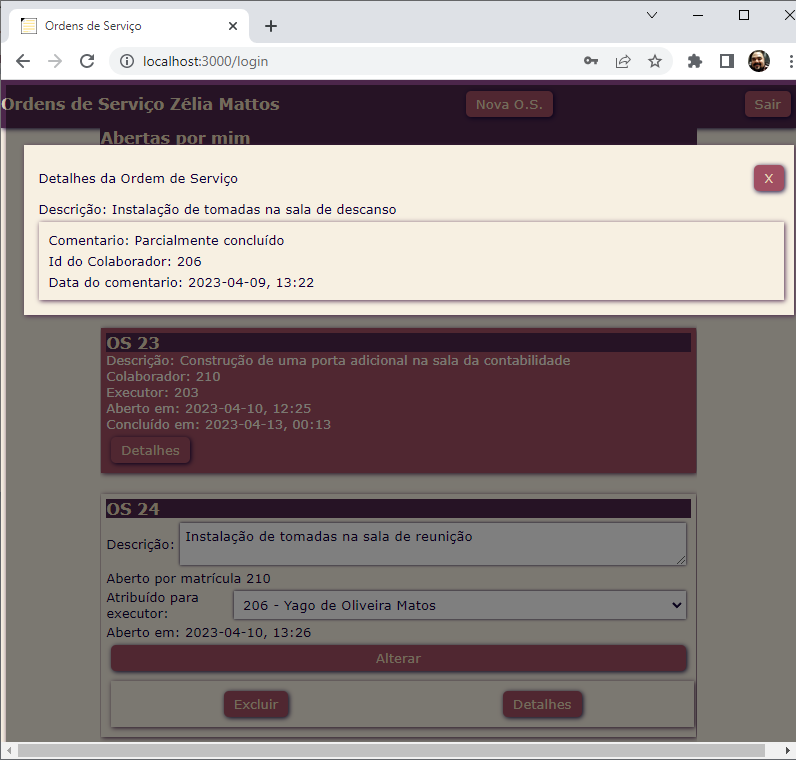 Ordens de Serviço
localhost:3000/login
Ordens de Serviço Zélia Mattos
Nova O.S.
Sair
Abertas por mim
Detalhes da Ordem de Serviço
X
Descrição: Instalação de tomadas na sala de descanso
Comentario: Parcialmente concluído
Id do Colaborador: 206
Data do comentario: 2023-04-09, 13:22
OS 23
Descrição: Construção de uma porta adicional na sala da contabilidade
Colaborador: 210
Executor: 203
Aberto em: 2023-04-10, 12:25
Concluído em: 2023-04-13, 00:13
Detalhes
OS 24
Descrição: Instalação de tomadas na sala de reunição
Aberto por matrícula 210
Atribuído para
executor:
206 - Yago de Oliveira Matos
Aberto em: 2023-04-10, 13:26
Alterar
Excluir
Detalhes